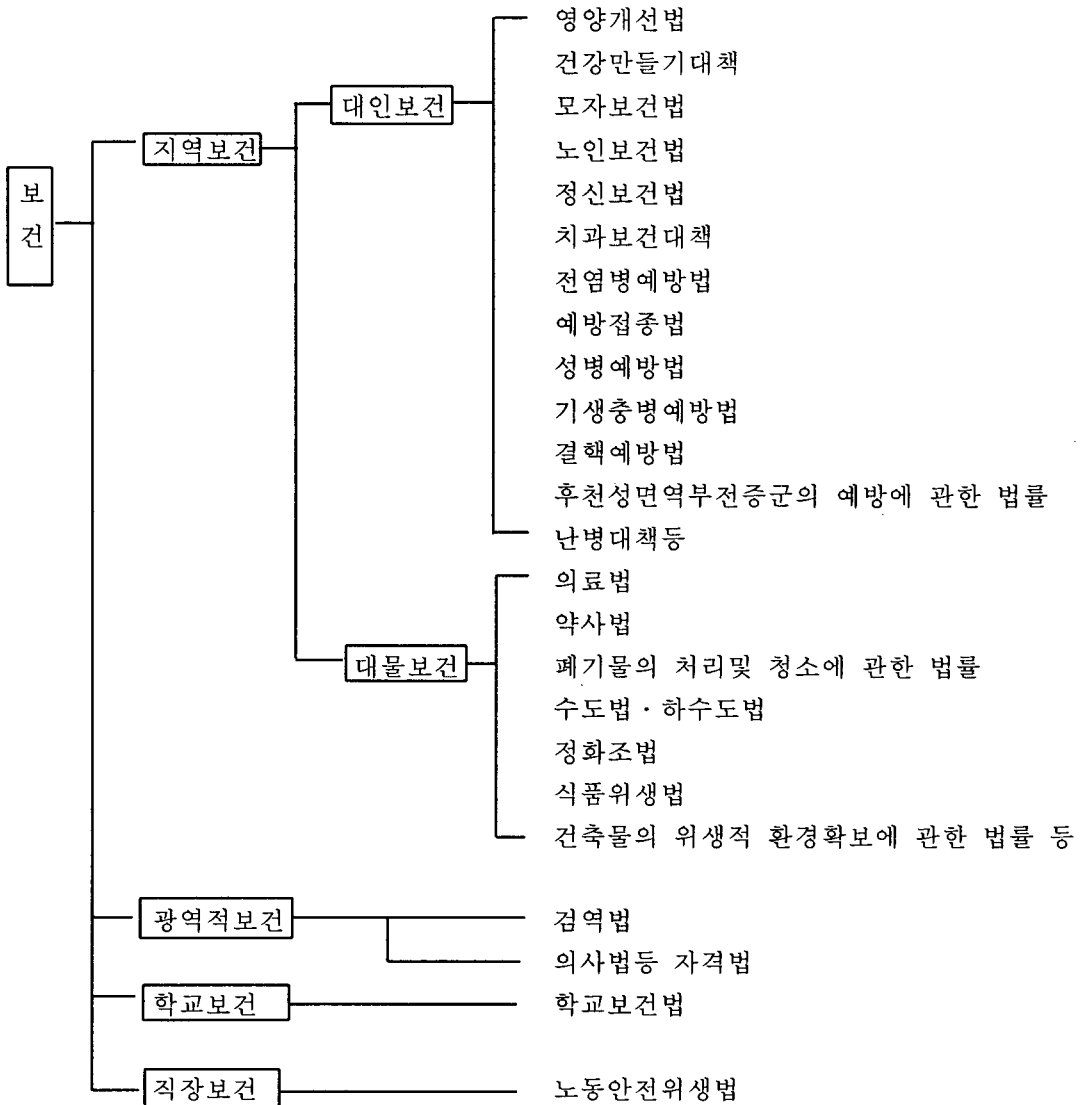 보건
지역보건
대인보건
영양개선법
건강만들기대책
모자보건법
노인보건법
정신보건법
치과보건대책
전염병예방법
예방접종법
성병예방법
기생충병예방법
결핵예방법
후천성면역부전증군의 예방에 관한 법률
난병대책등
대물보건
의료법
약사법
폐기물의 처리및 청소에 관한 법률
수도법·하수도법
정화조법
식품위생법
건축물의 위생적 환경확보에 관한 법률 등
광역적보건
검역법
의사법등 자격법
학교보건
학교보건법
직장보건
노동안전위생법